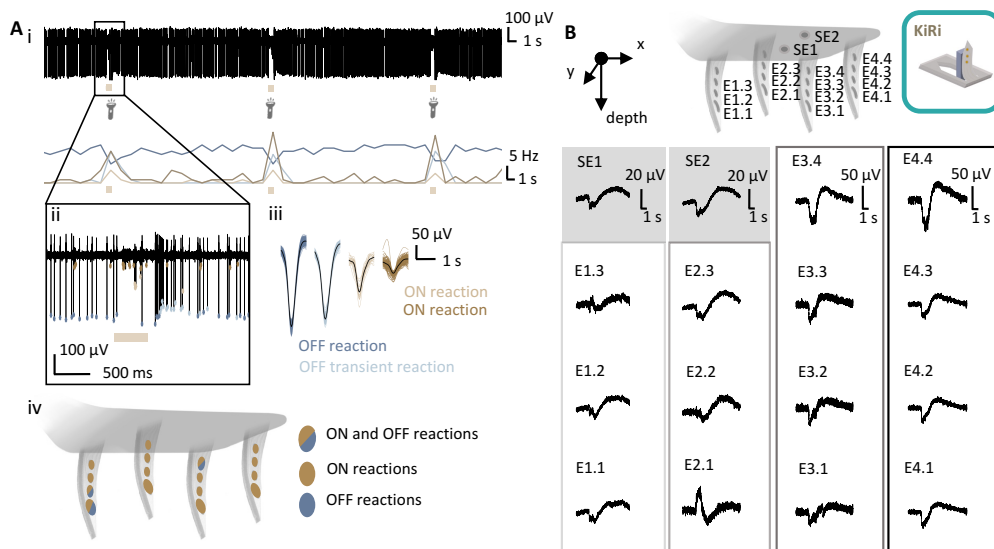 A
i
100 µV
1 s
5 Hz
1 s
ii
100 µV
500 ms
iii
50 µV
1 s
ON reaction
ON reaction
OFF reaction
OFF transient reaction
iv
ON and OFF reactions
ON reactions
OFF reactions
B
x
y
depth
SE2
SE1
E1.3
E1.2
E1.1
E2.3
E2.2
E2.1
E3.4
E3.3
E3.2
E3.1
E4.4
E4.3
E4.2
E4.1
KiRi
SE1
20 µV
1 s
SE2
20 µV
1 s
E3.4
50 µV
1 s
E4.4
50 µV
1 s
E1.3
E2.3
E3.3
E4.3
E1.2
E2.2
E3.2
E4.2
E1.1
E2.1
E3.1
E4.1